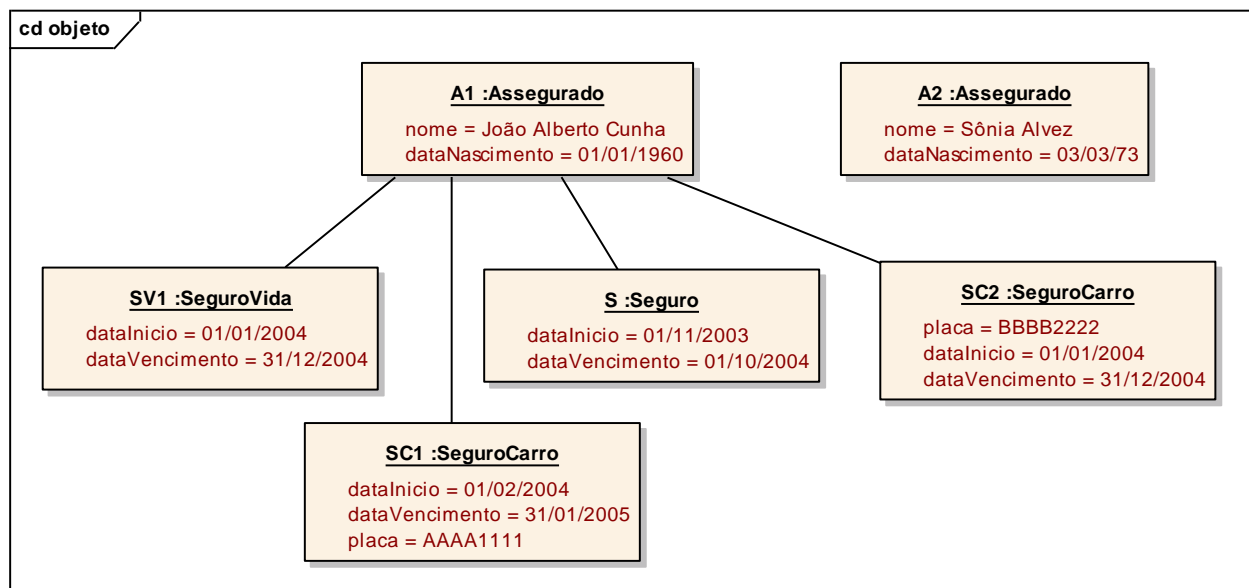 cd objeto
A1 :Assegurado
nome = João Alberto Cunha
dataNascimento = 01/01/1960
A2 :Assegurado
nome = Sônia Alvez
dataNascimento = 03/03/73
SV1 :SeguroVida
dataInicio = 01/01/2004
dataVencimento = 31/12/2004
S :Seguro
dataInicio = 01/11/2003
dataVencimento = 01/10/2004
SC2 :SeguroCarro
placa = BBBB2222
dataInicio = 01/01/2004
dataVencimento = 31/12/2004
SC1 :SeguroCarro
dataInicio = 01/02/2004
dataVencimento = 31/01/2005
placa = AAAA1111